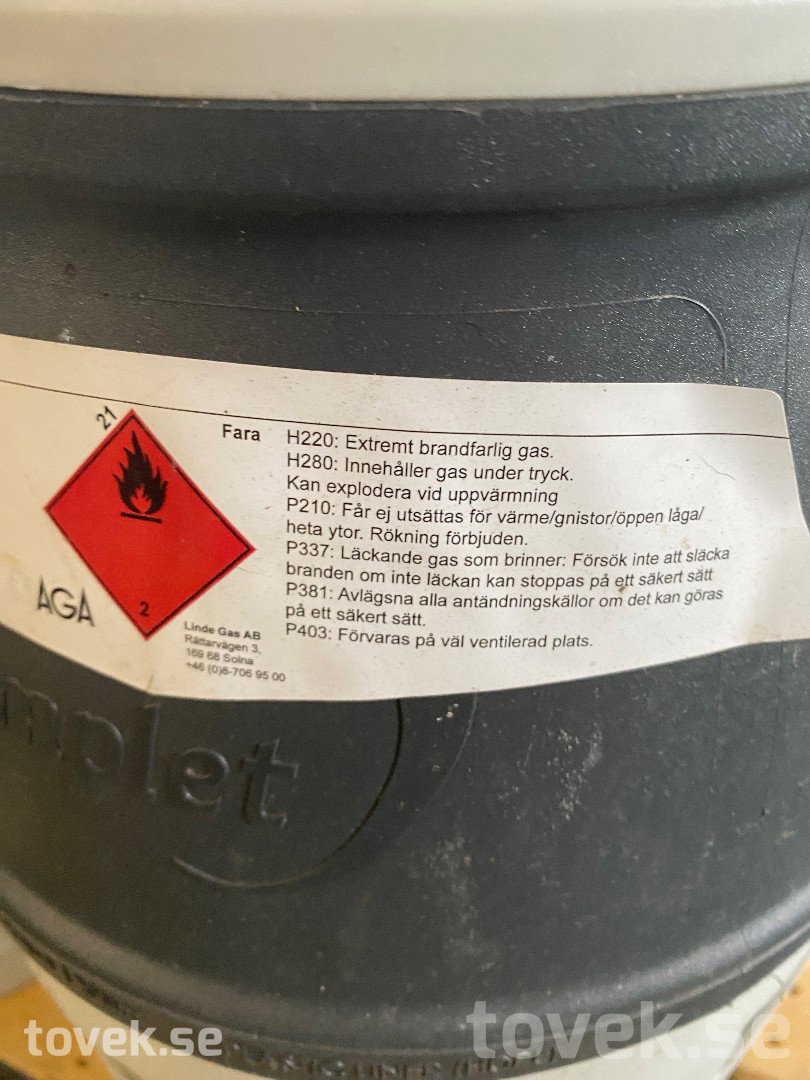 21
Fara
H220: Extremt brandfarlig gas.
H280: Innehåller gas under tryck.
Kan explodera vid uppvärmning
P210: Får ej utsättas för värme/gnistor/öppen låga/
heta ytor. Rökning förbjuden.
P337: Läckande gas som brinner: Försök inte att släcka
branden om inte läckan kan stoppas på ett säkert sätt
P381: Avlägsna alla antändningskällor om det kan göras
på ett säkert sätt.
P403: Förvaras på väl ventilerad plats.
2
AGA
Linde Gas AB
Rättarvägen 3,
169 68 Solna
+46 (0)8-706 95 00
mplet
tovek.se
tovek.se